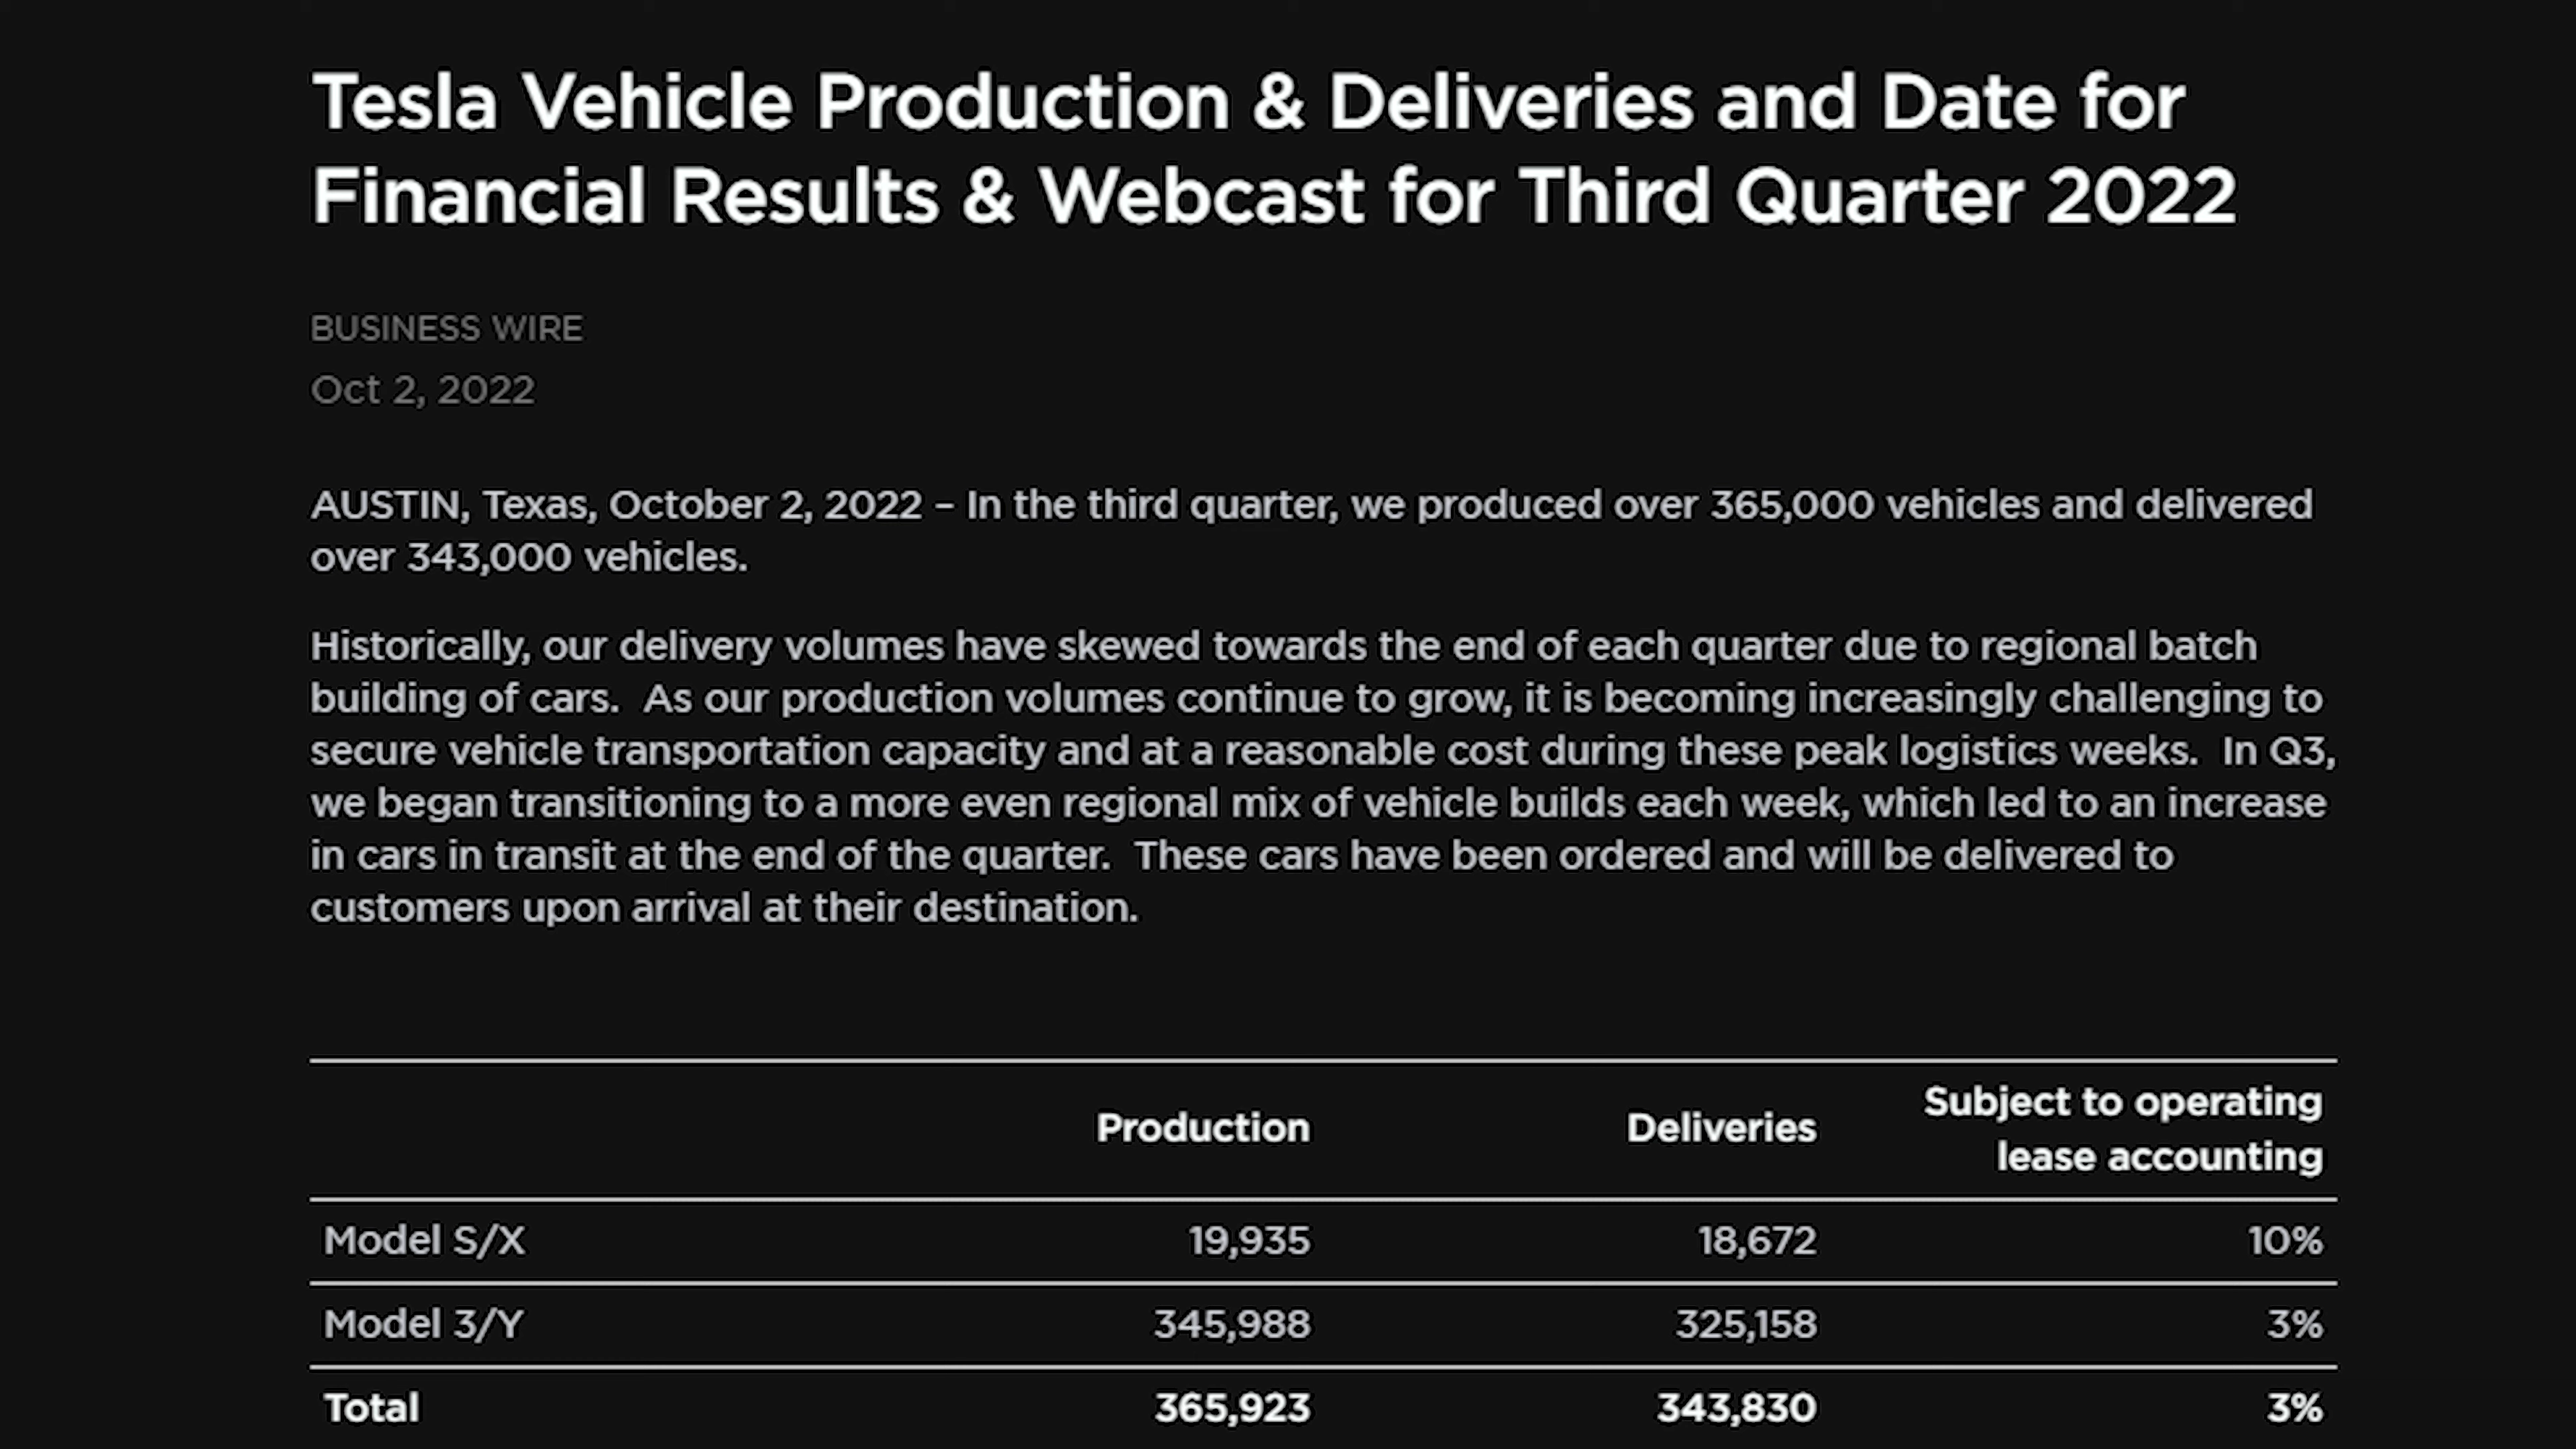 Tesla Vehicle Production & Deliveries and Date for
Financial Results & Webcast for Third Quarter 2022
BUSINESS WIRE
Oct 2, 2022
AUSTIN, Texas, October 2, 2022 – In the third quarter, we produced over 365,000 vehicles and delivered
over 343,000 vehicles.
Historically, our delivery volumes have skewed towards the end of each quarter due to regional batch
building of cars.  As our production volumes continue to grow, it is becoming increasingly challenging to
secure vehicle transportation capacity and at a reasonable cost during these peak logistics weeks.  In Q3,
we began transitioning to a more even regional mix of vehicle builds each week, which led to an increase
in cars in transit at the end of the quarter.  These cars have been ordered and will be delivered to
customers upon arrival at their destination.
Production Deliveries Subject to operating
lease accounting
Model S/X 19,935 18,672 10%
Model 3/Y 345,988 325,158 3%
Total 365,923 343,830 3%